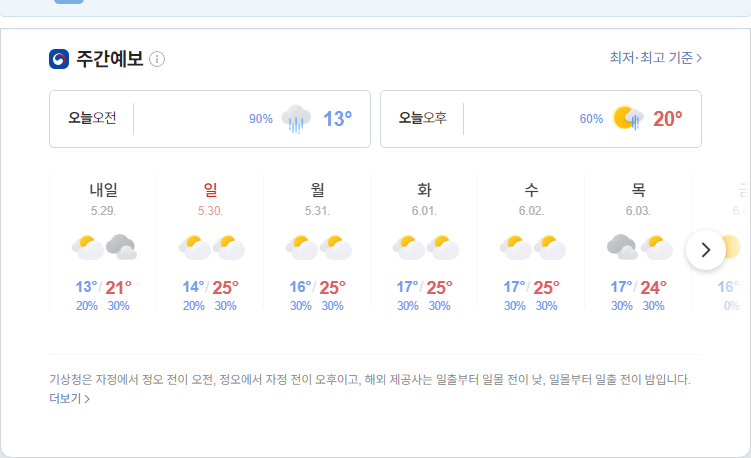 주간예보
최저·최고 기준
오늘오전 90% 13°
오늘오후 60% 20°
내일 일 월 화 수 목
5.29. 5.30. 5.31. 6.01. 6.02. 6.03.
13°/21° 14°/25° 16°/25° 17°/25° 17°/25° 17°/24° 16°
20% 30% 20% 30% 30% 30% 30% 30% 30% 30% 30% 30% 0%
기상청은 자정에서 정오 전이 오전, 정오에서 자정 전이 오후이고, 해외 제공사는 일출부터 일몰 전이 낮, 일몰부터 일출 전이 밤입니다.
더보기